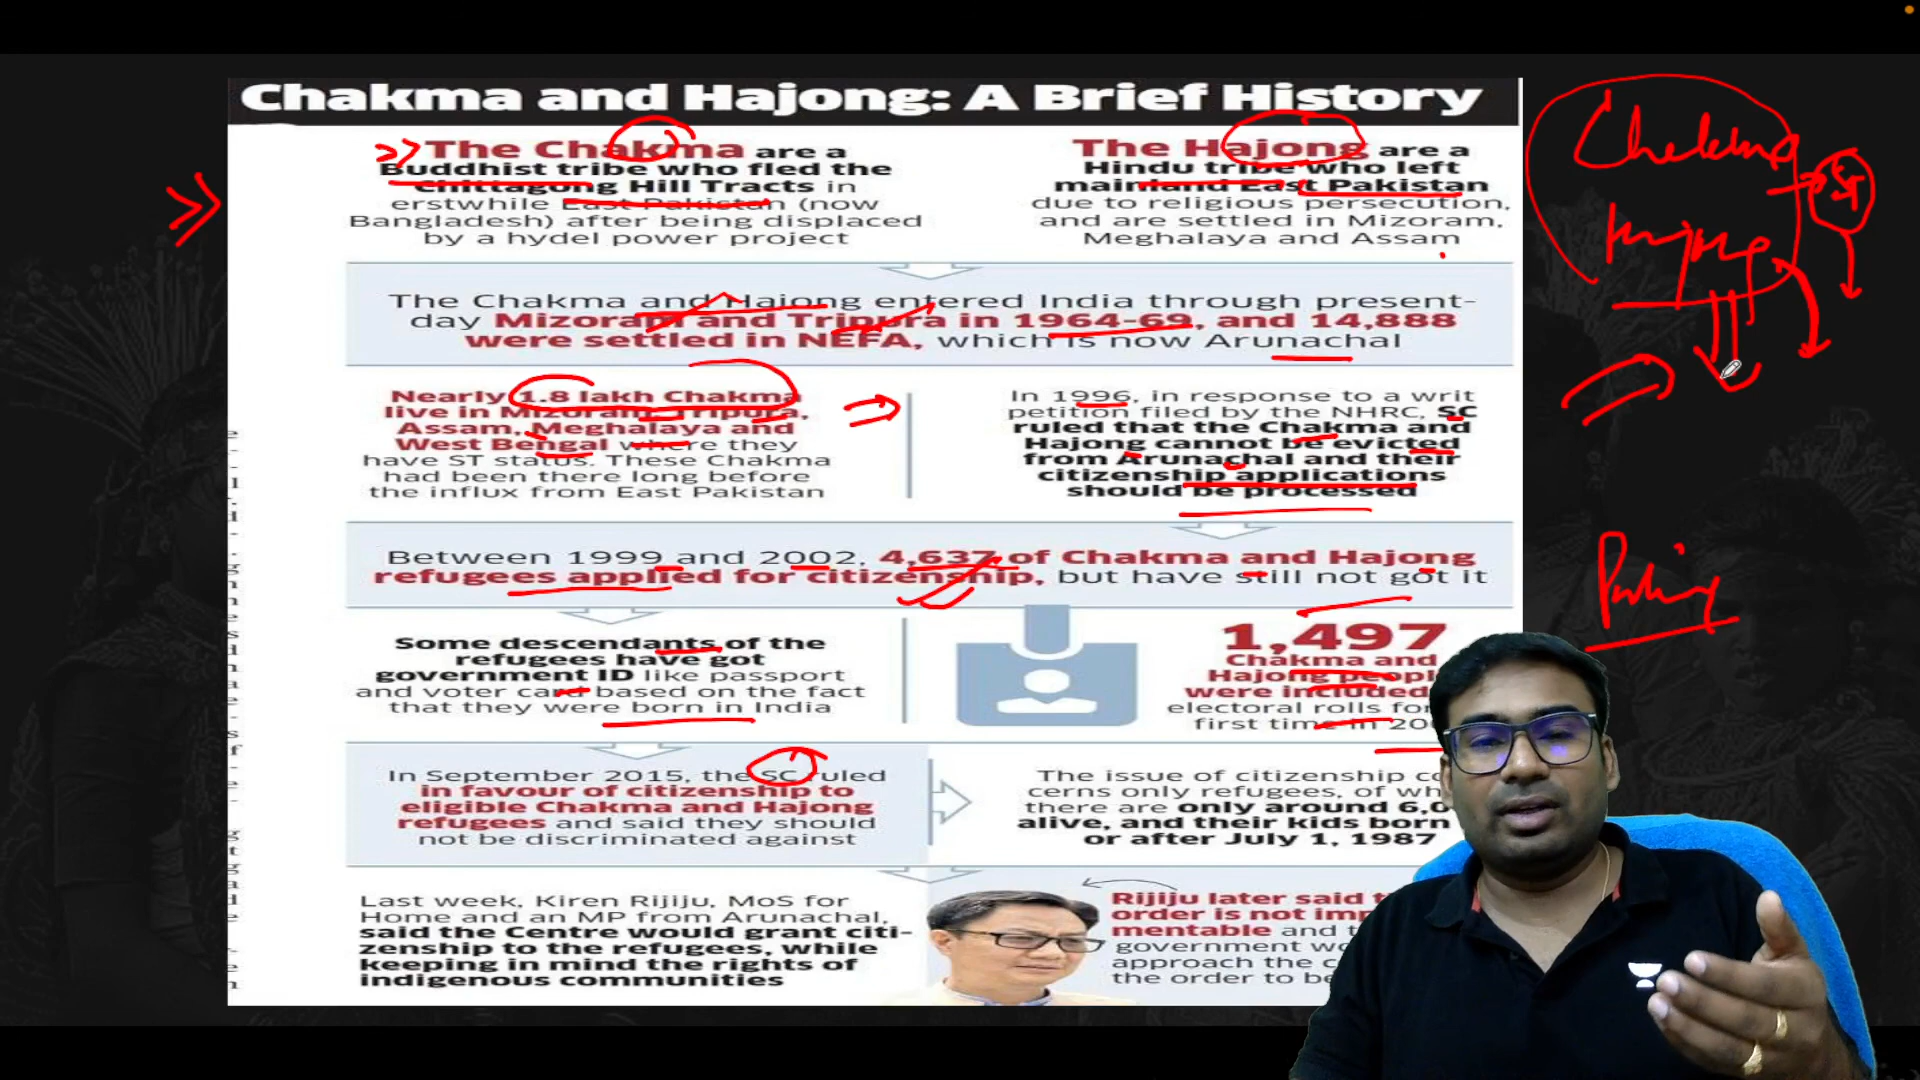 Chakma and Hajong: A Brief History
The Chakma are a
Buddhist tribe who fled the
Chittagong Hill Tracts in
erstwhile East Pakistan (now
Bangladesh) after being displaced
by a hydel power project
The Hajong are a
Hindu tribe who left
mainland East Pakistan
due to religious persecution,
and are settled in Mizoram,
Meghalaya and Assam
The Chakma and Hajong entered India through present-
day Mizoram and Tripura in 1964-69, and 14,888
were settled in NEFA, which is now Arunachal
Nearly 1.8 lakh Chakma
live in Mizoram, Tripura,
Assam, Meghalaya and
West Bengal where they
have ST status. These Chakma
had been there long before
the influx from East Pakistan
In 1996, in response to a writ
petition filed by the NHRC, SC
ruled that the Chakma and
Hajong cannot be evicted
from Arunachal and their
citizenship applications
should be processed
Between 1999 and 2002, 4,637 of Chakma and Hajong
refugees applied for citizenship, but have still not got it
Some descendants of the
refugees have got
government ID like passport
and voter card based on the fact
that they were born in India
1,497
Chakma and
Hajong
were included
electoral rolls
first time in
In September 2015, the SC ruled
in favour of citizenship to
eligible Chakma and Hajong
refugees and said they should
not be discriminated against
The issue of citizenship
cerns only refugees, of
there are only around
alive, and their kids born
or after July 1, 1987
Last week, Kiren Rijiju, MoS for
Home and an MP from Arunachal,
said the Centre would grant citi-
zenship to the refugees, while
keeping in mind the rights of
indigenous communities
Rijiju later said
order is not
mentable and
government
approach the
the order to